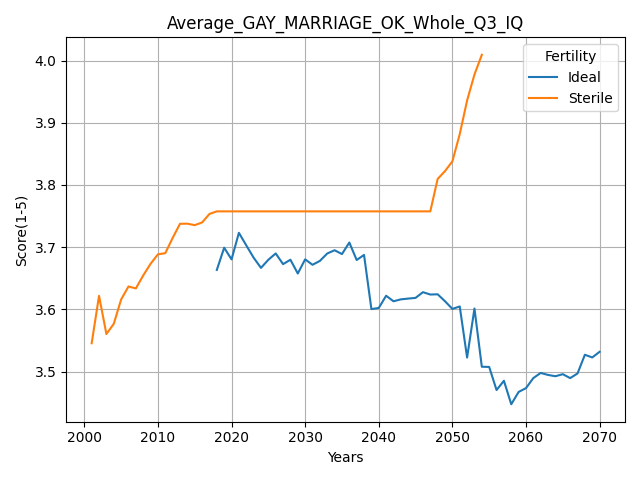 Average_GAY_MARRIAGE_OK_Whole_Q3_IQ
Score(1-5)
4.0
3.9
3.8
3.7
3.6
3.5
Fertility
Ideal
Sterile
2000 2010 2020 2030 2040 2050 2060 2070
Years